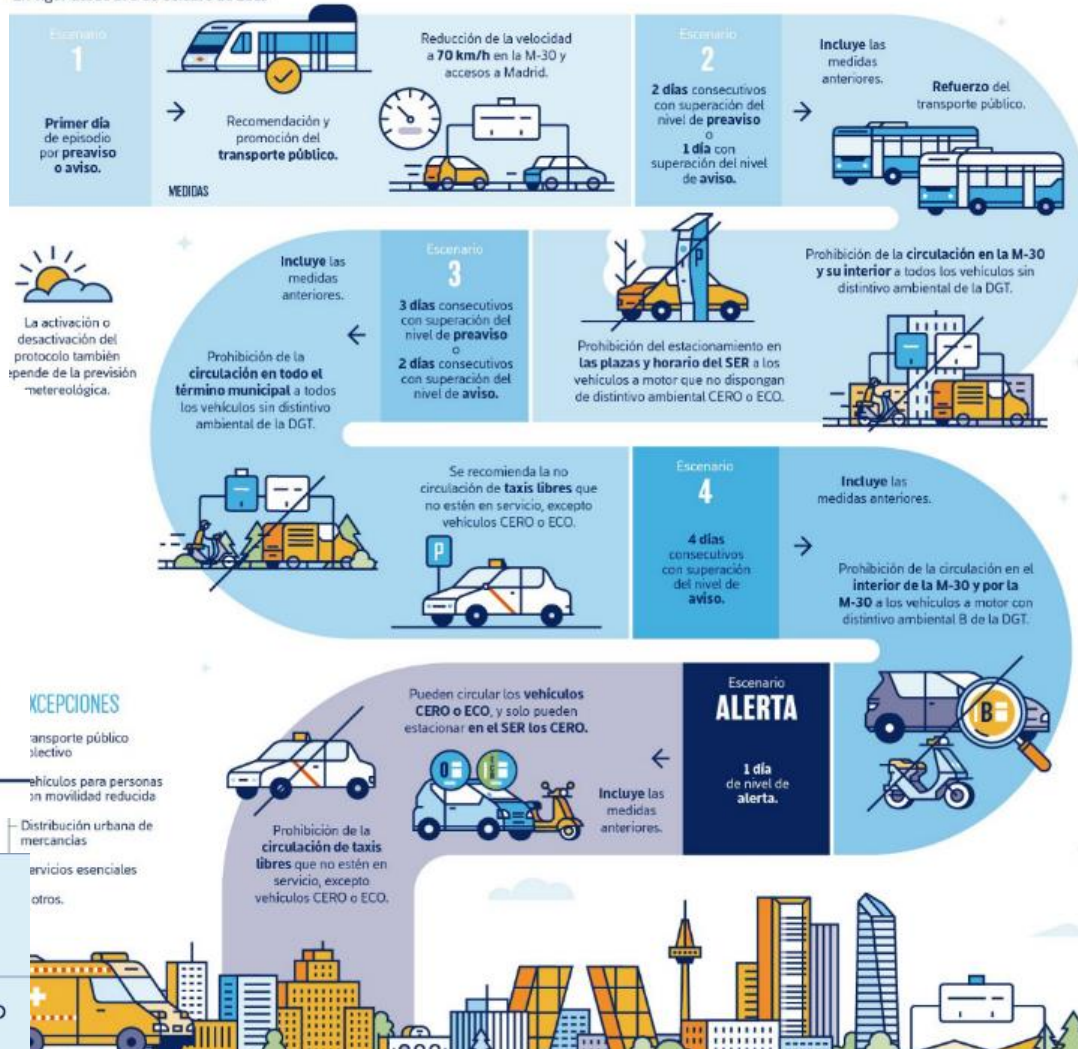 Escenario
1
Primer día
de episodio
por preaviso
o aviso.
MEDIDAS
Recomendación y
promoción del
transporte público.
Reducción de la velocidad
a 70 km/h en la M-30 y
accesos a Madrid.
Escenario
2
2 días consecutivos
con superación del
nivel de preaviso
o
1 día con
superación del nivel
de aviso.
Incluye las
medidas
anteriores.
Refuerzo del
transporte público.
Prohibición de la circulación en la M-30
y su interior a todos los vehículos sin
distintivo ambiental de la DGT.
P
Prohibición del estacionamiento en
las plazas y horario del SER a los
vehículos a motor que no dispongan
de distintivo ambiental CERO o ECO.
Escenario
3
3 días consecutivos
con superación del
nivel de preaviso
o
2 días consecutivos
con superación del
nivel de aviso.
Incluye las
medidas
anteriores.
Prohibición de la
circulación en todo el
término municipal a todos
los vehículos sin distintivo
ambiental de la DGT.
La activación o
desactivación del
protocolo también
epende de la previsión
metereológica.
Se recomienda la no
circulación de taxis libres que
no estén en servicio, excepto
vehículos CERO o ECO.
P
Escenario
4
4 días
consecutivos
con superación
del nivel de
aviso.
Incluye las
medidas anteriores.
Prohibición de la circulación en el
interior de la M-30 y por la
M-30 a los vehículos a motor con
distintivo ambiental B de la DGT.
B
Escenario
ALERTA
1 día
de nivel de
alerta.
Incluye las
medidas
anteriores.
Pueden circular los vehículos
CERO o ECO, y solo pueden
estacionar en el SER los CERO.
0
Prohibición de la
circulación de taxis
libres que no estén en
servicio, excepto
vehículos CERO o ECO.
XCEPCIONES
ransporte público
olectivo
ehículos para personas
on movilidad reducida
Distribución urbana de
mercancías
ervicios esenciales
otros.